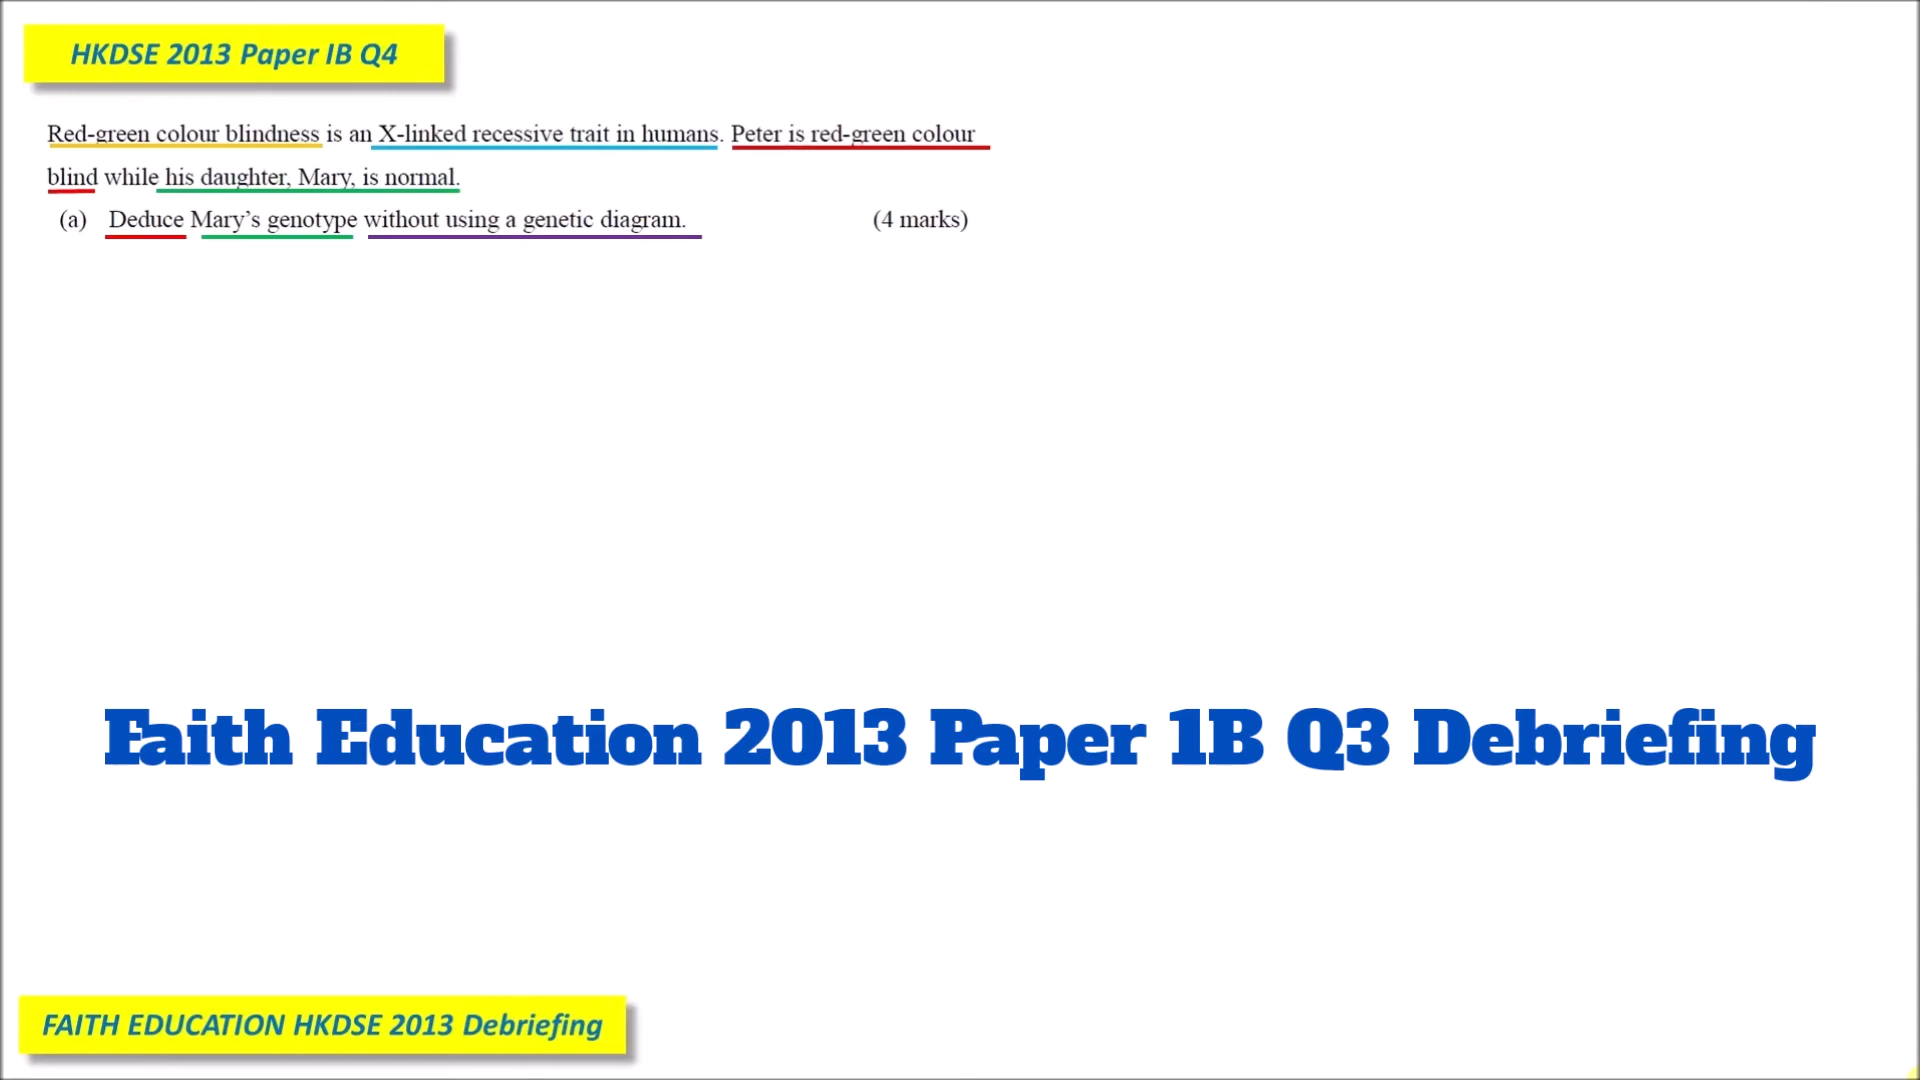 HKDSE 2013 Paper IB Q4
Red-green colour blindness is an X-linked recessive trait in humans. Peter is red-green colour
blind while his daughter, Mary, is normal.
(a) Deduce Mary's genotype without using a genetic diagram. (4 marks)
Faith Education 2013 Paper 1B Q3 Debriefing
FAITH EDUCATION HKDSE 2013 Debriefing